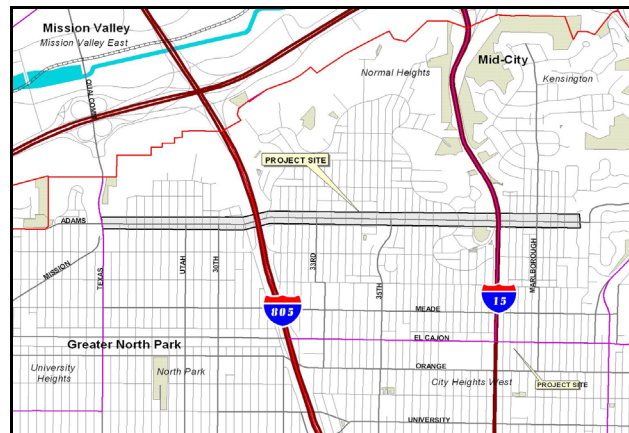 Mission Valley
Mission Valley East
Mid-City
Normal Heights
Kensington
QUALCOMM
PROJECT SITE
ADAMS
MISSION
TEXAS
UTAH
30TH
33RD
35TH
MARLBOROUGH
805
15
MEADE
EL CAJON
Greater North Park
ORANGE
University
Heights
North Park
City Heights West
PROJECT SITE
UNIVERSITY